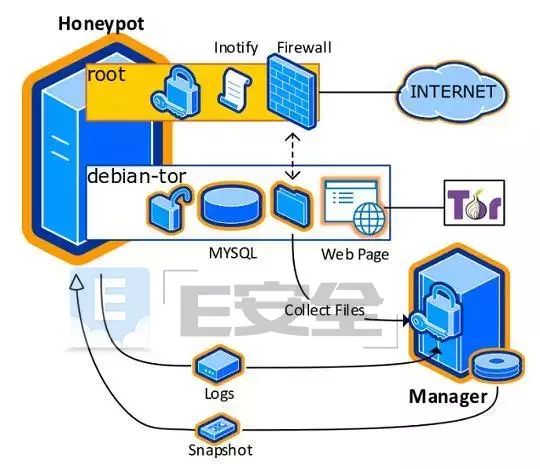 Honeypot
Inotify Firewall
root
INTERNET
debian-tor
MYSQL
Web Page
Tor
E
E安全
Collect Files
Logs
Manager
Snapshot